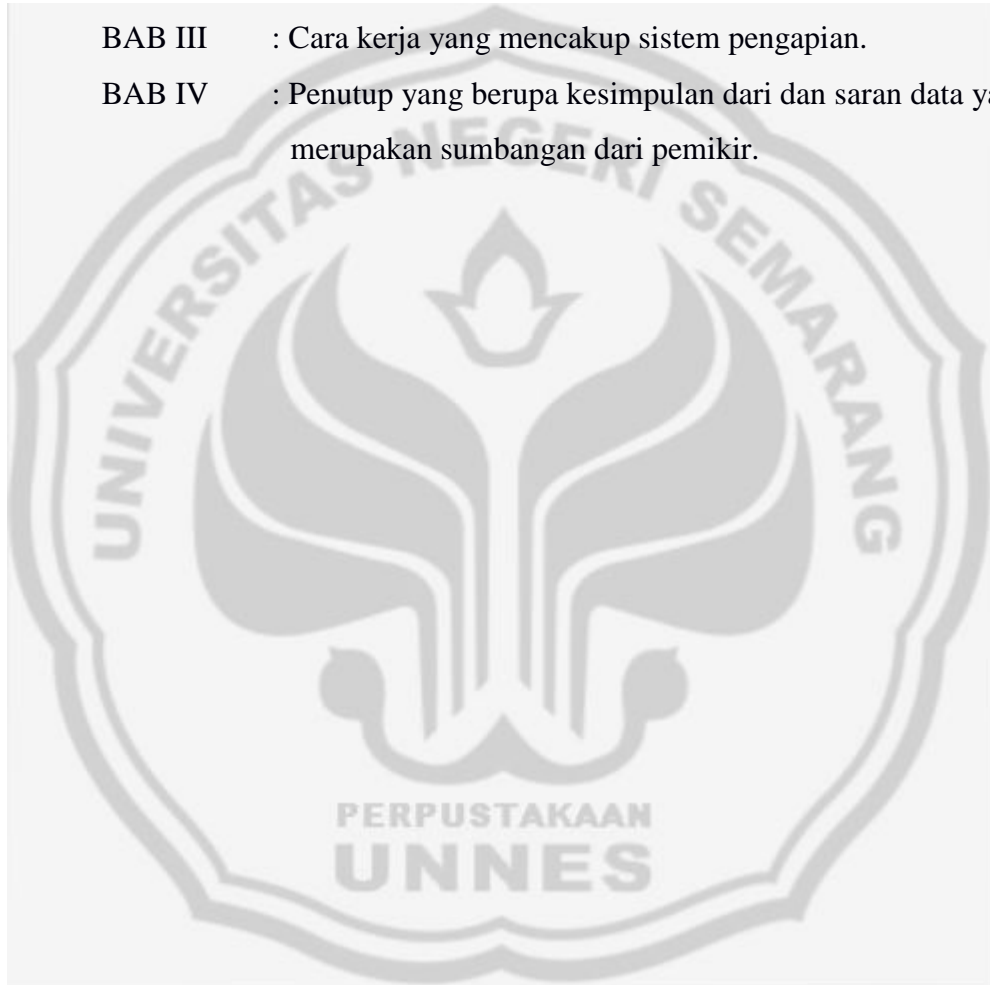 BAB III : Cara kerja yang mencakup sistem pengapian.
BAB IV : Penutup yang berupa kesimpulan dari dan saran data
merupakan sumbangan dari pemikir.
UNIVERSITAS NEGERI SEMARANG
PERPUSTAKAAN
UNNES